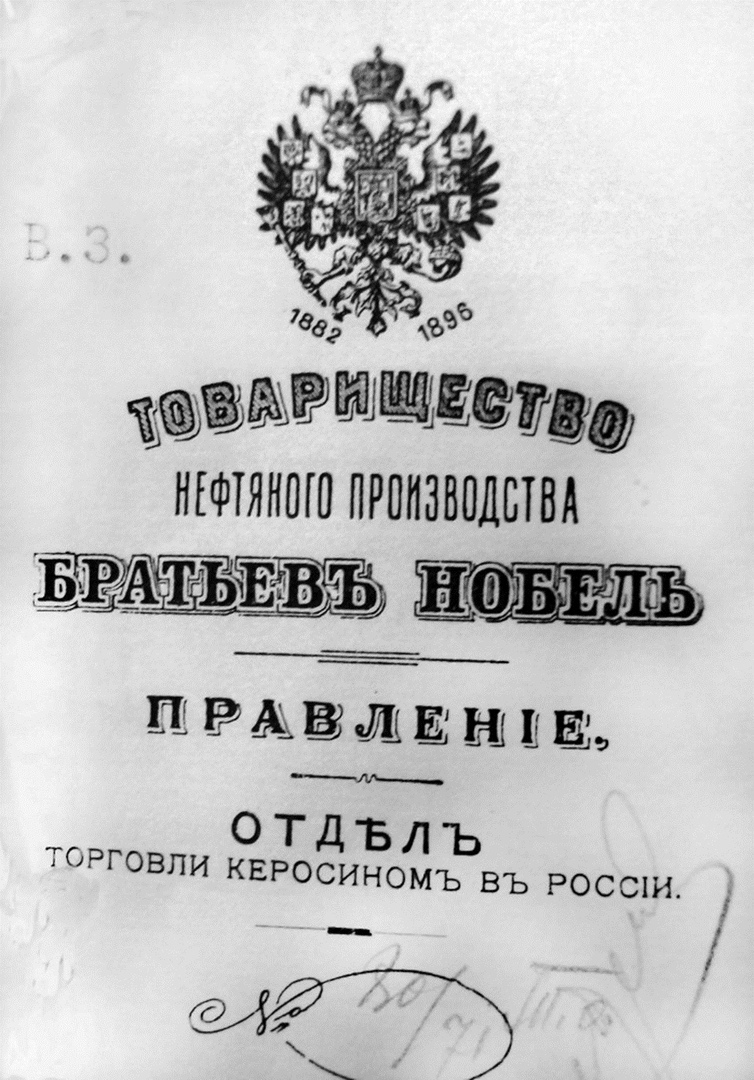 В.З.
1882 1896
ТОВАРИЩЕСТВО
НЕФТЯНОГО ПРОИЗВОДСТВА
БРАТЬЕВЪ НОБЕЛЬ
ПРАВЛЕНІЕ,
ОТДѢЛЪ
ТОРГОВЛИ КЕРОСИНОМЪ ВЪ РОССІИ.
№